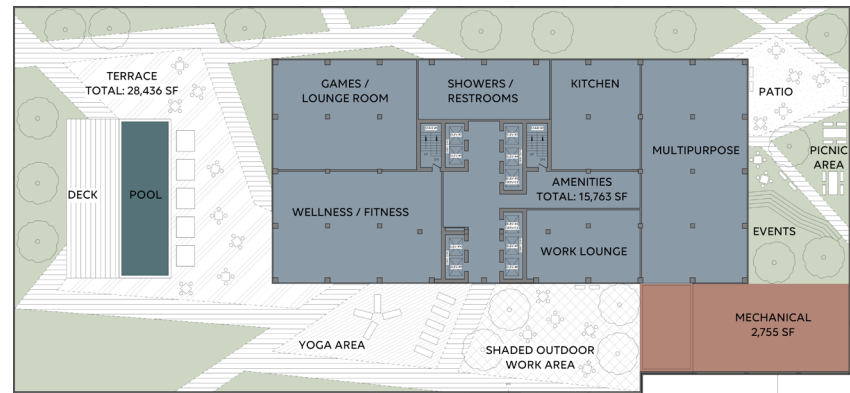 TERRACE
TOTAL: 28,436 SF
GAMES /
LOUNGE ROOM
SHOWERS /
RESTROOMS
KITCHEN
PATIO
MULTIPURPOSE
PICNIC
AREA
DECK
POOL
AMENITIES
TOTAL: 15,763 SF
WELLNESS / FITNESS
EVENTS
WORK LOUNGE
MECHANICAL
2,755 SF
YOGA AREA
SHADED OUTDOOR
WORK AREA